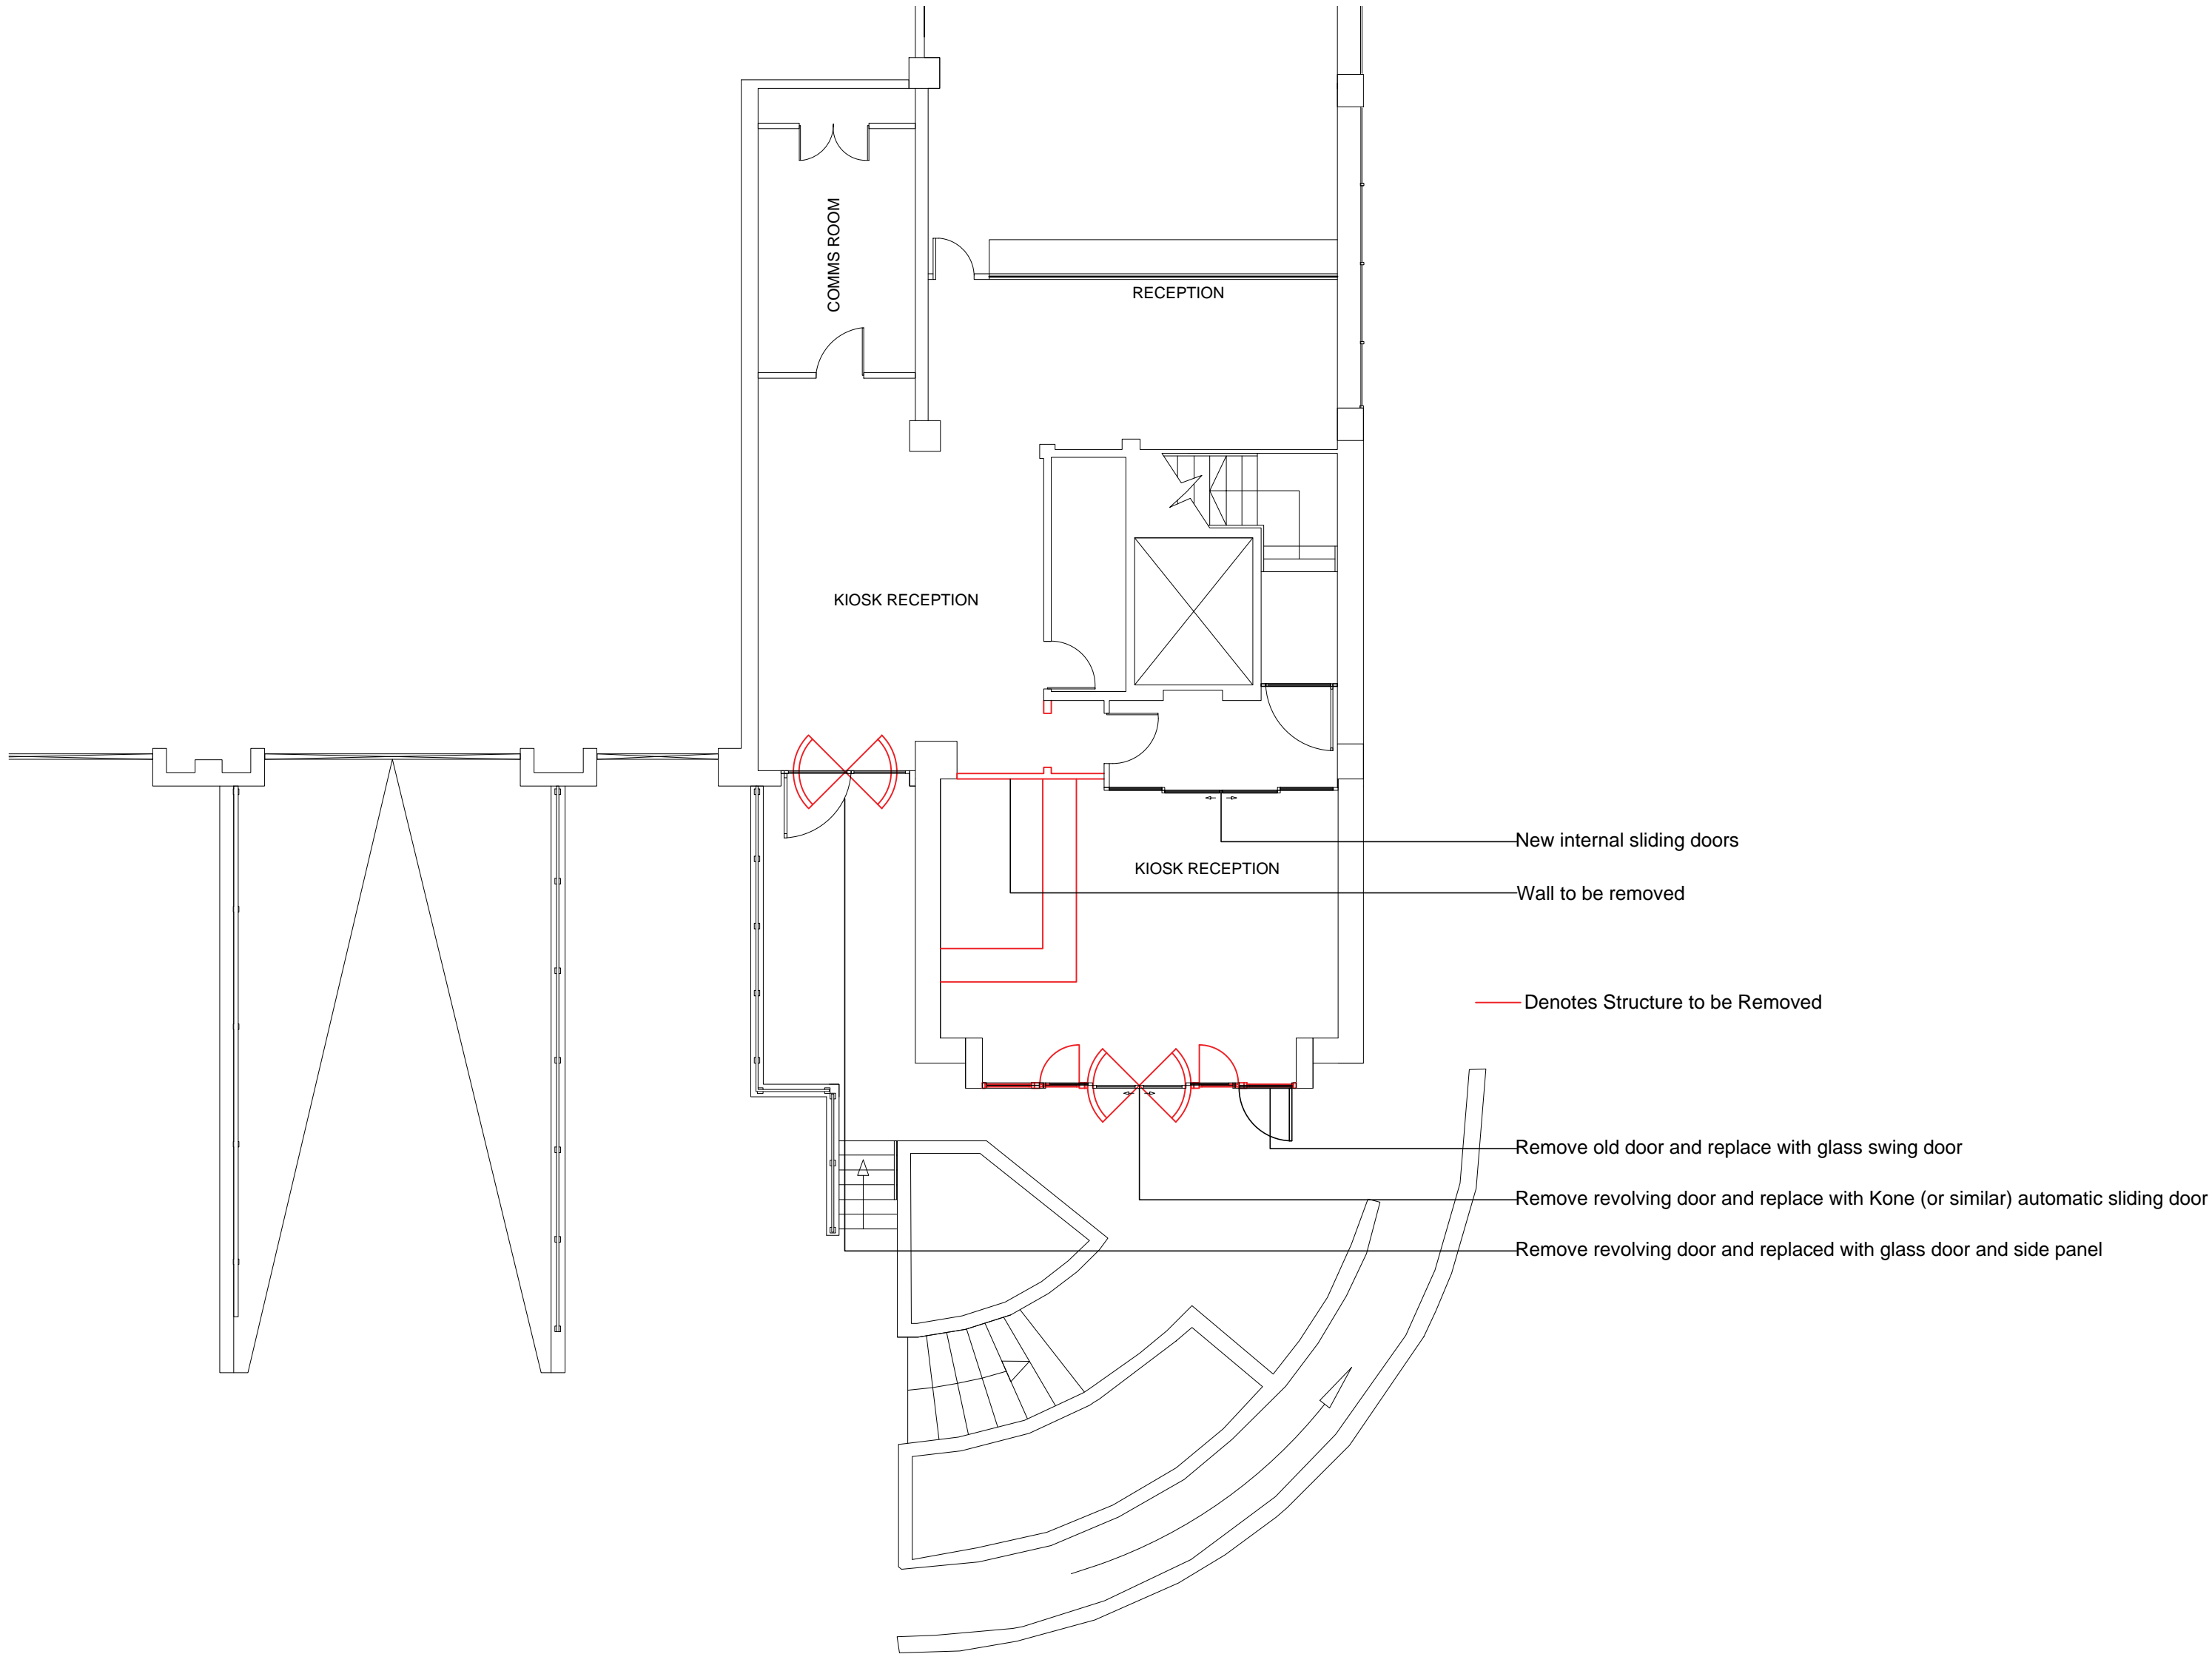 COMMS ROOM
RECEPTION
KIOSK RECEPTION
New internal sliding doors
KIOSK RECEPTION
Wall to be removed
Denotes Structure to be Removed
Remove old door and replace with glass swing door
Remove revolving door and replace with Kone (or similar) automatic sliding door
Remove revolving door and replaced with glass door and side panel